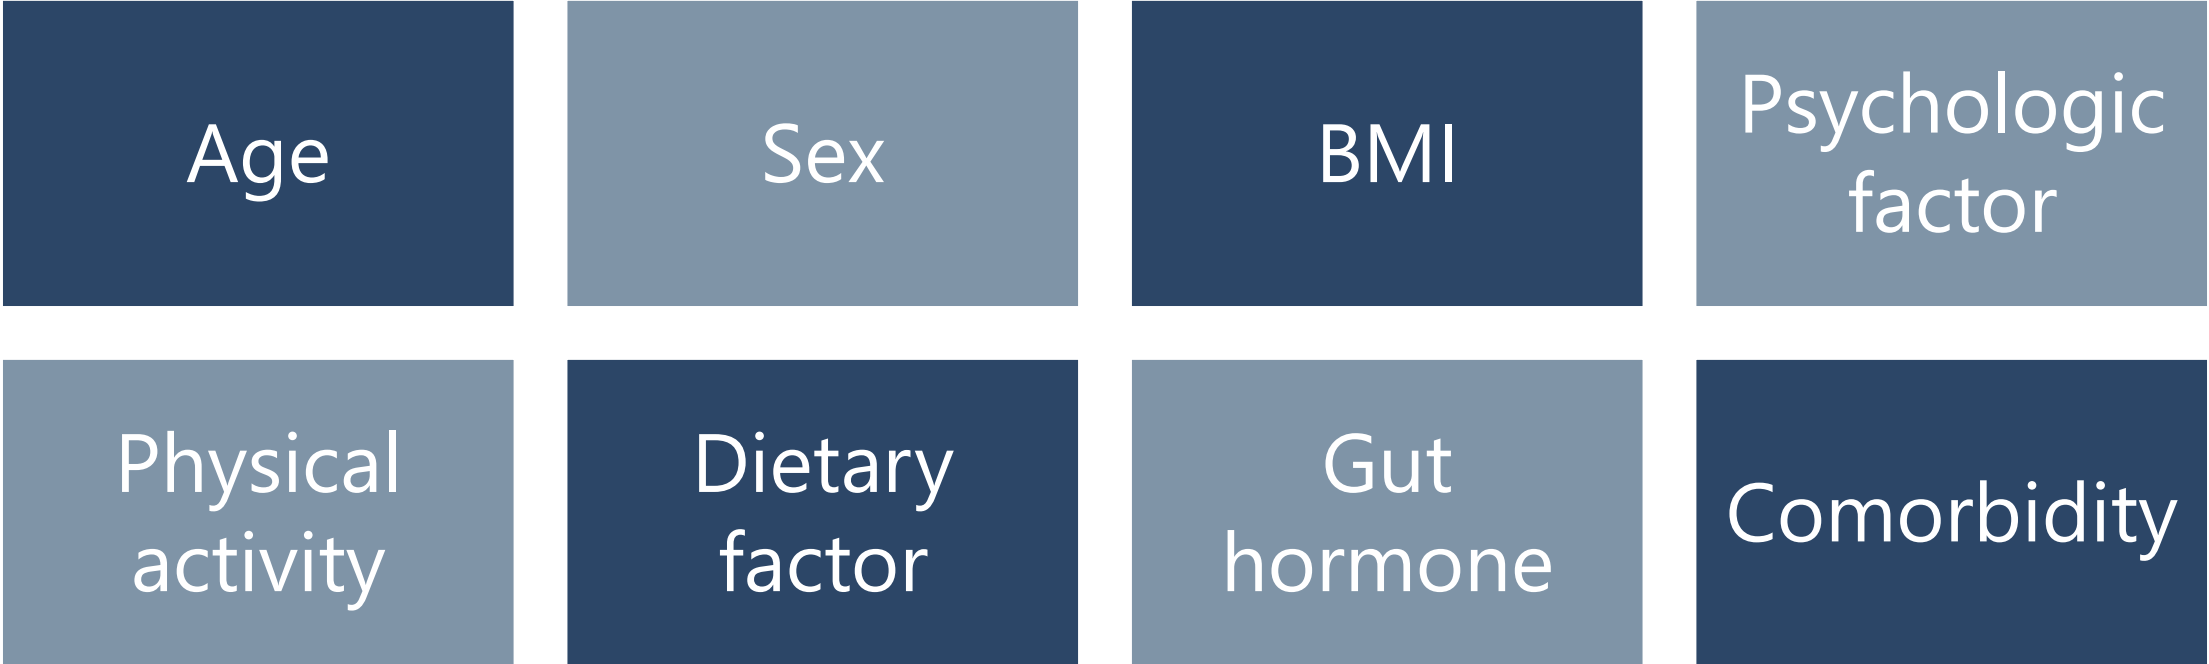 Age
Sex
BMI
Psychologic
factor
Physical
activity
Dietary
factor
Gut
hormone
Comorbidity